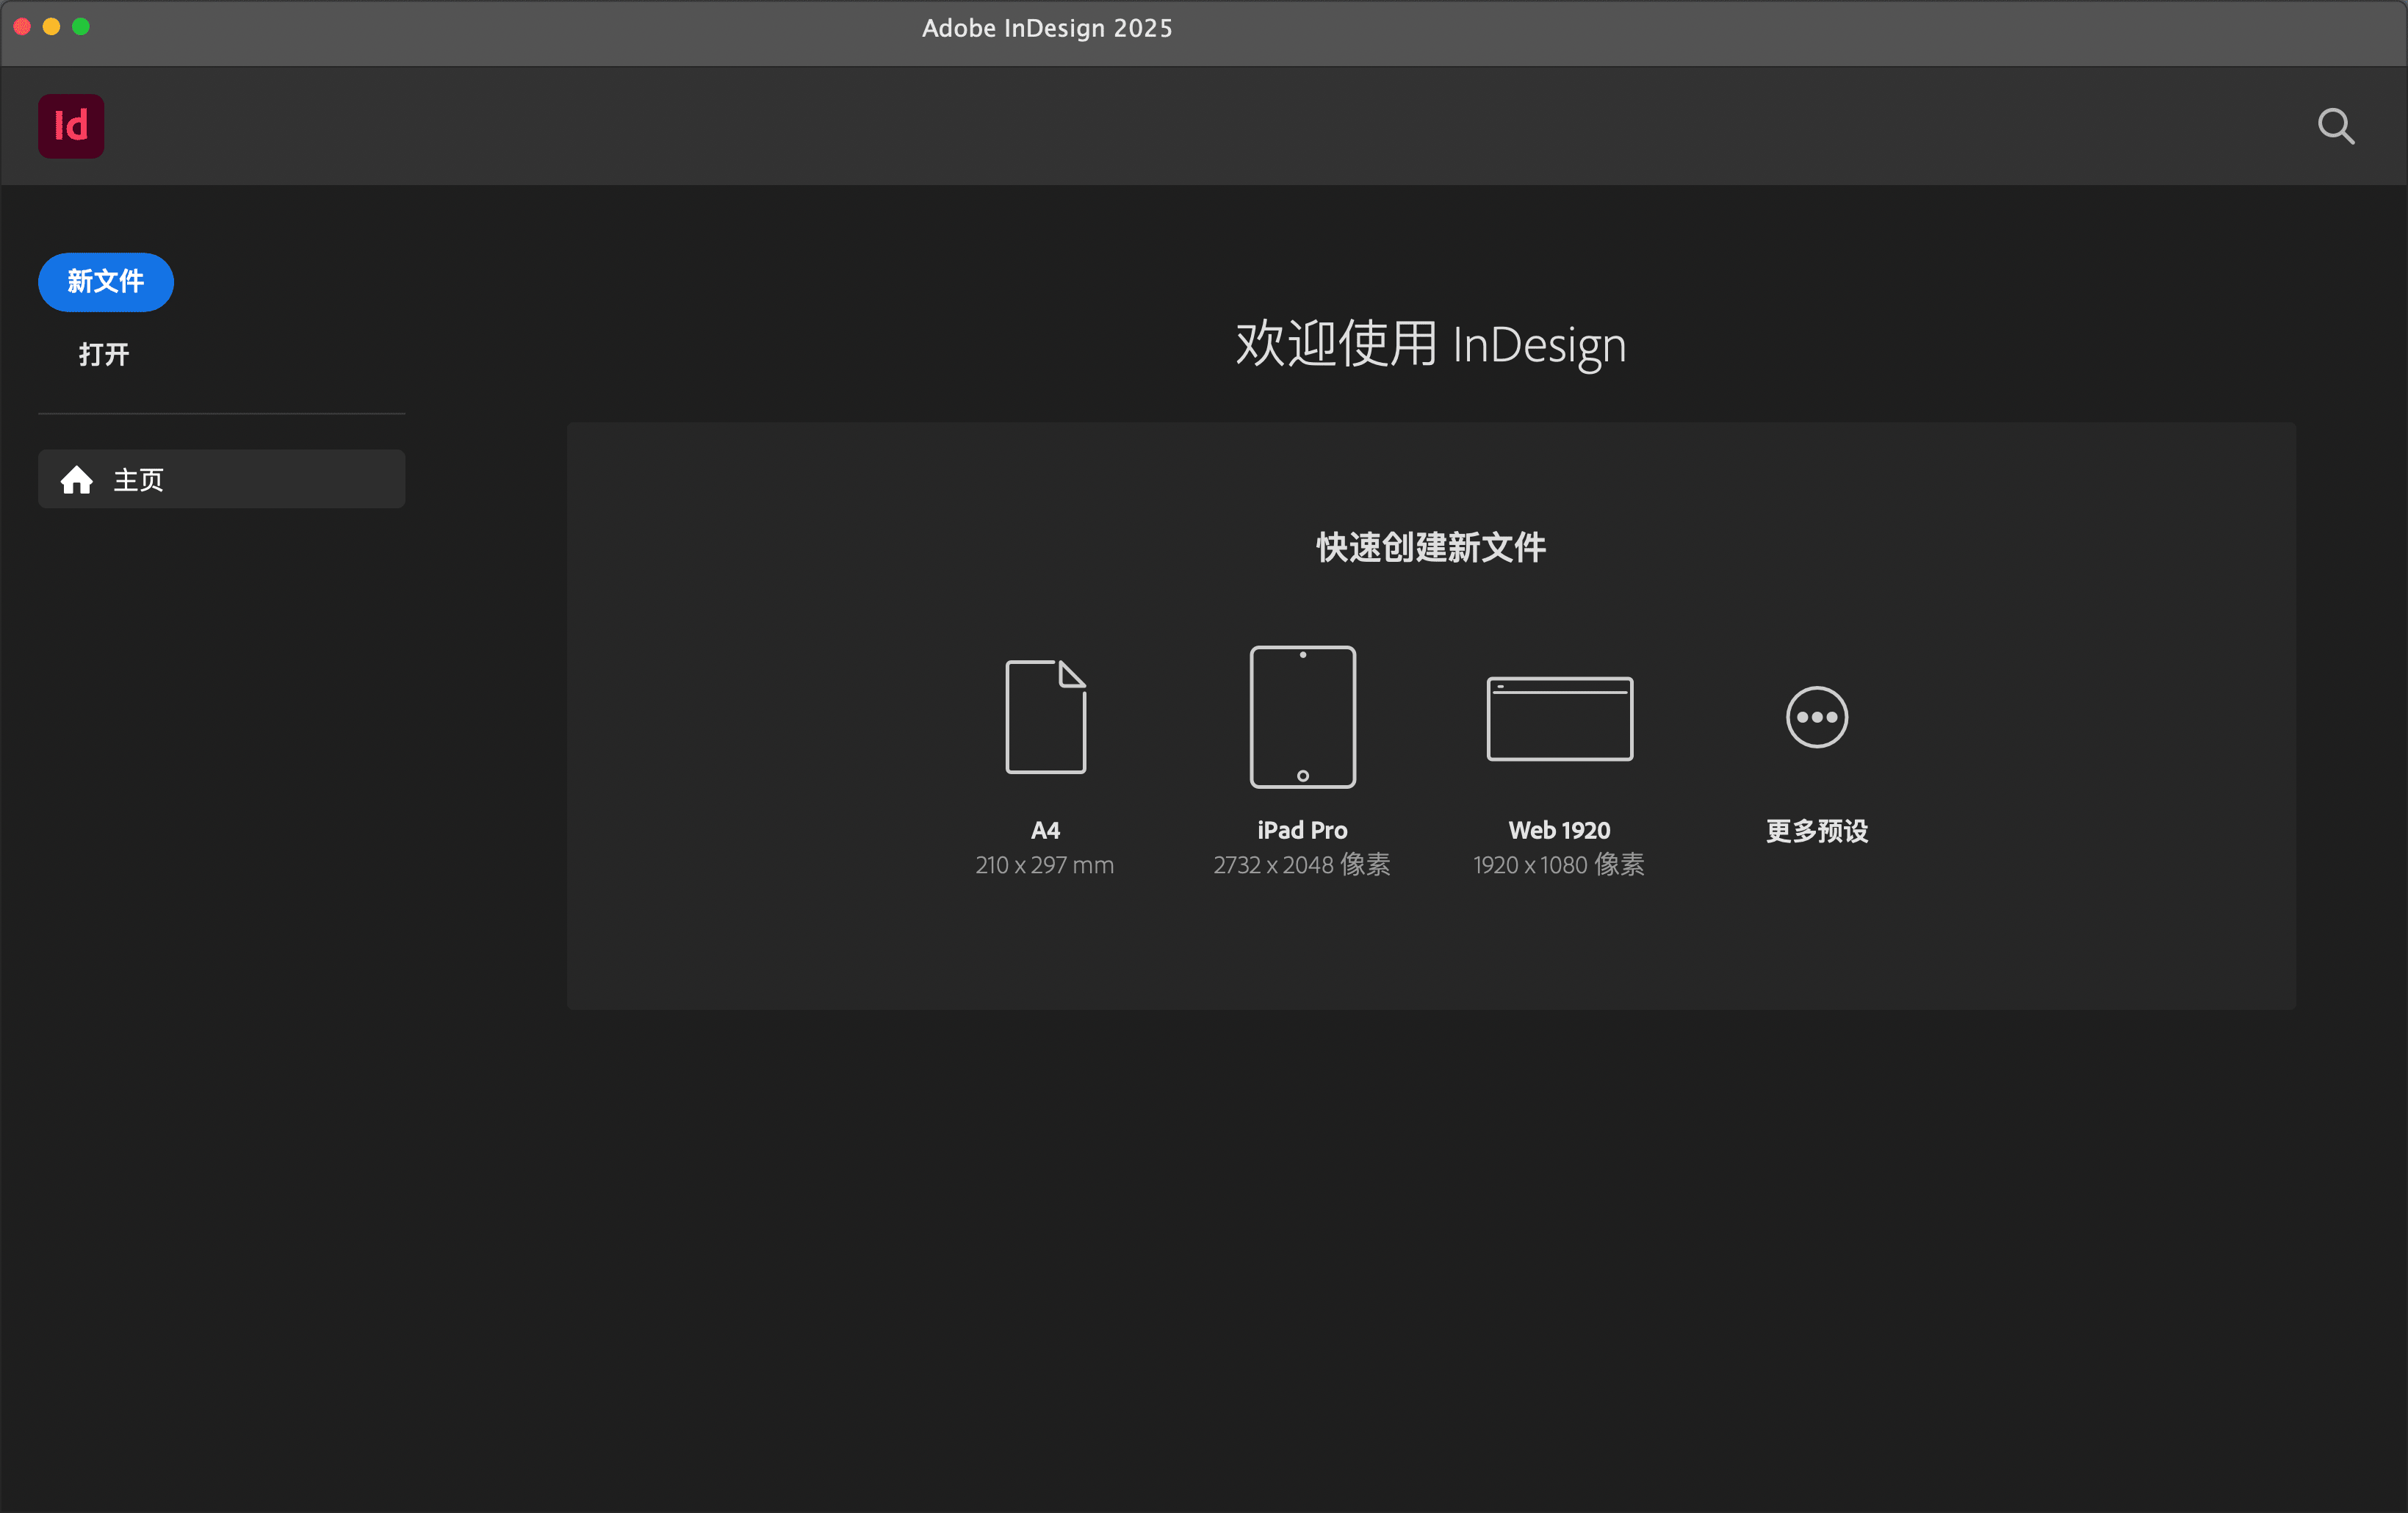 Adobe InDesign 2025
Id
新文件
打开
主页
欢迎使用 InDesign
快速创建新文件
A4
210 x 297 mm
iPad Pro
2732 x 2048 像素
Web 1920
1920 x 1080 像素
更多预设